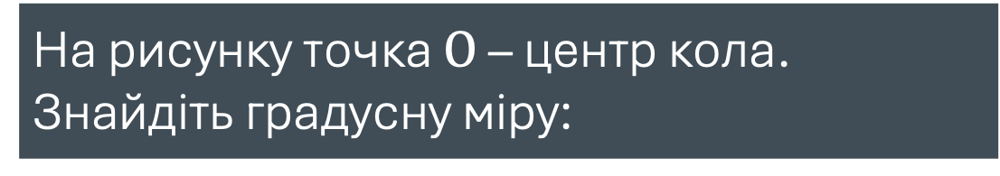 На рисунку точка O – центр кола.
Знайдіть градусну міру: